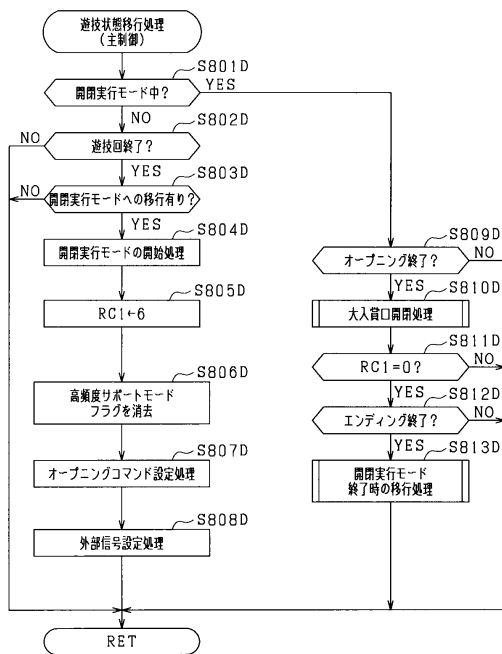 遊技状態移行処理
(主制御)
S801D
開閉実行モード中?
YES
NO
S802D
遊技回終了?
NO
YES
S803D
開閉実行モードへの移行有り?
NO
YES
S804D
開閉実行モードの開始処理
S805D
RC1←6
S806D
高頻度サポートモード
フラグを消去
S807D
オープニングコマンド設定処理
S808D
外部信号設定処理
S809D
オープニング終了?
NO
YES
S810D
大入賞口開閉処理
S811D
RC1=0?
NO
YES
S812D
エンディング終了?
NO
YES
S813D
開閉実行モード
終了時の移行処理
RET